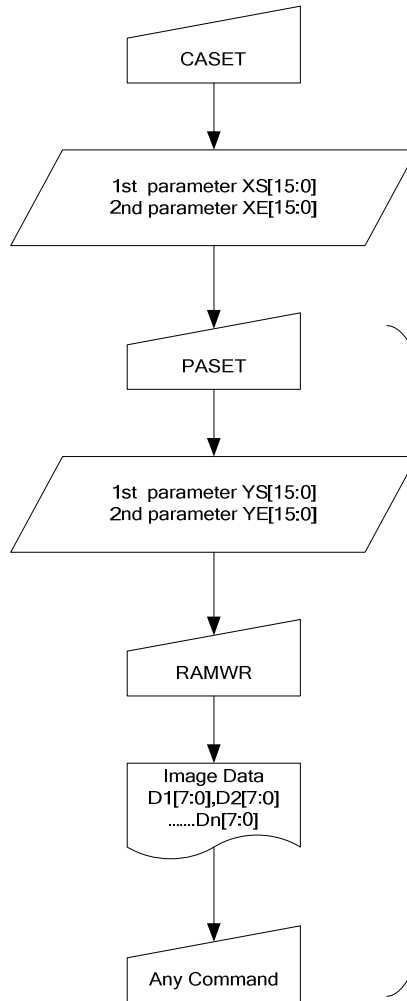 CASET
1st parameter XS[15:0]
2nd parameter XE[15:0]
PASET
1st parameter YS[15:0]
2nd parameter YE[15:0]
RAMWR
Image Data
D1[7:0],D2[7:0]
.......Dn[7:0]
Any Command